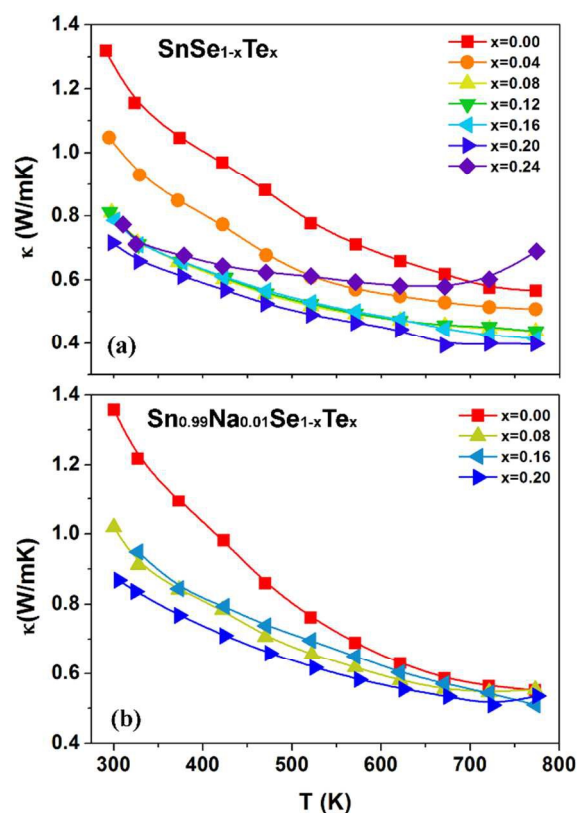 SnSe1-xTex
x=0.00
x=0.04
x=0.08
x=0.12
x=0.16
x=0.20
x=0.24
1.4
1.2
1.0
0.8
0.6
0.4
κ (W/mK)
(a)
Sn0.99Na0.01Se1-xTex
x=0.00
x=0.08
x=0.16
x=0.20
1.4
1.2
1.0
0.8
0.6
0.4
κ(W/mK)
(b)
300 400 500 600 700 800
T (K)